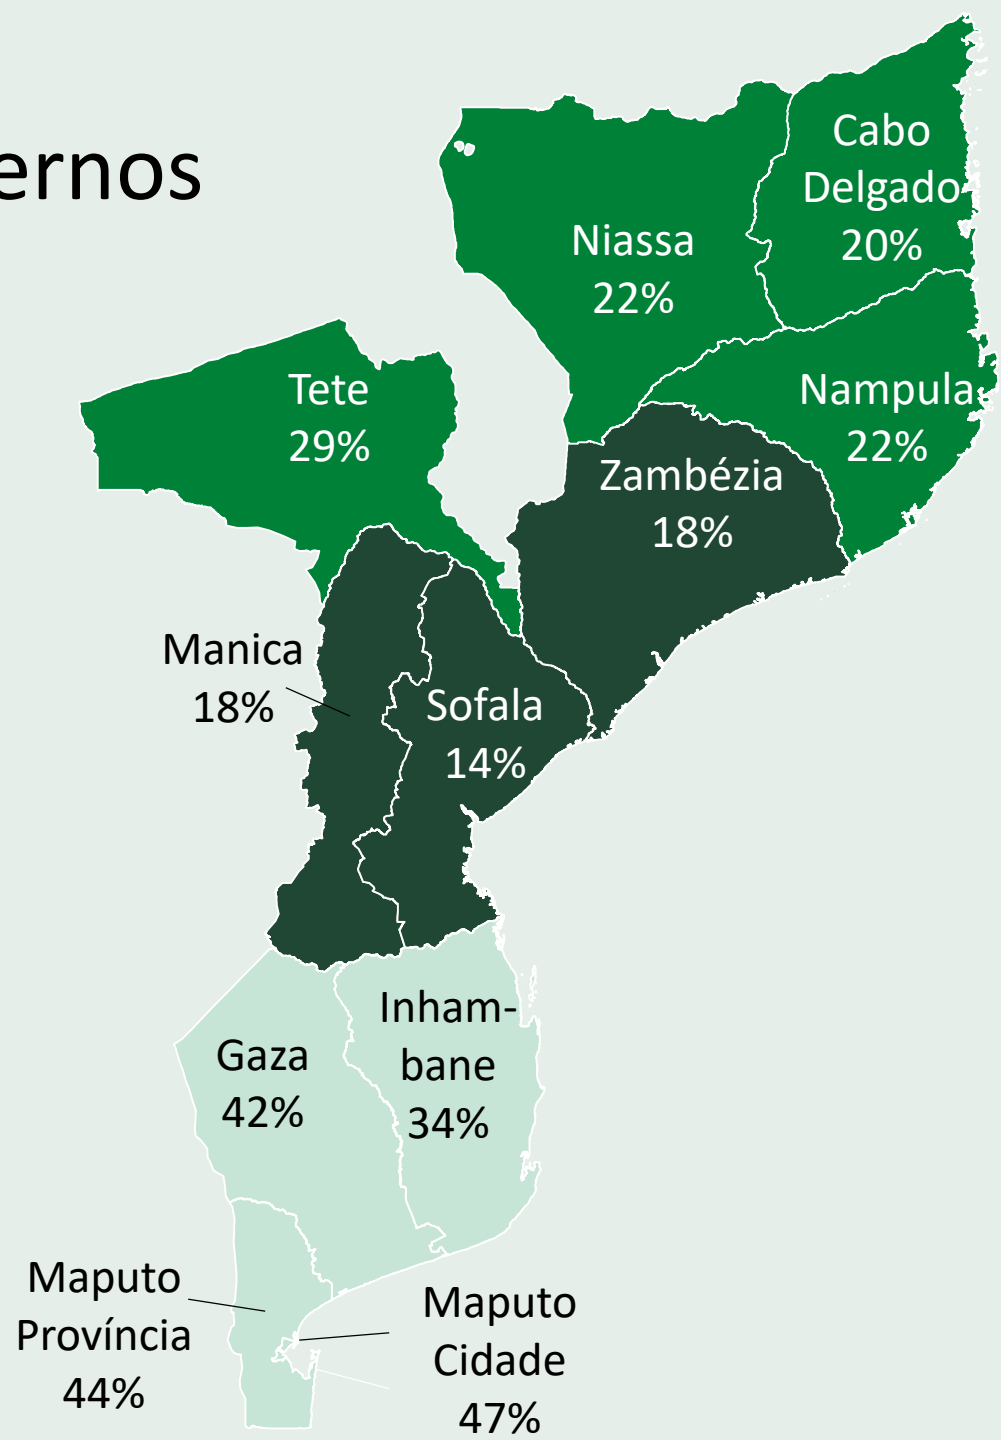 ernos
Cabo
Delgado
20%
Niassa
22%
Tete
29%
Nampula
22%
Zambézia
18%
Manica
18%
Sofala
14%
Inham-
bane
34%
Gaza
42%
Maputo
Província
44%
Maputo
Cidade
47%